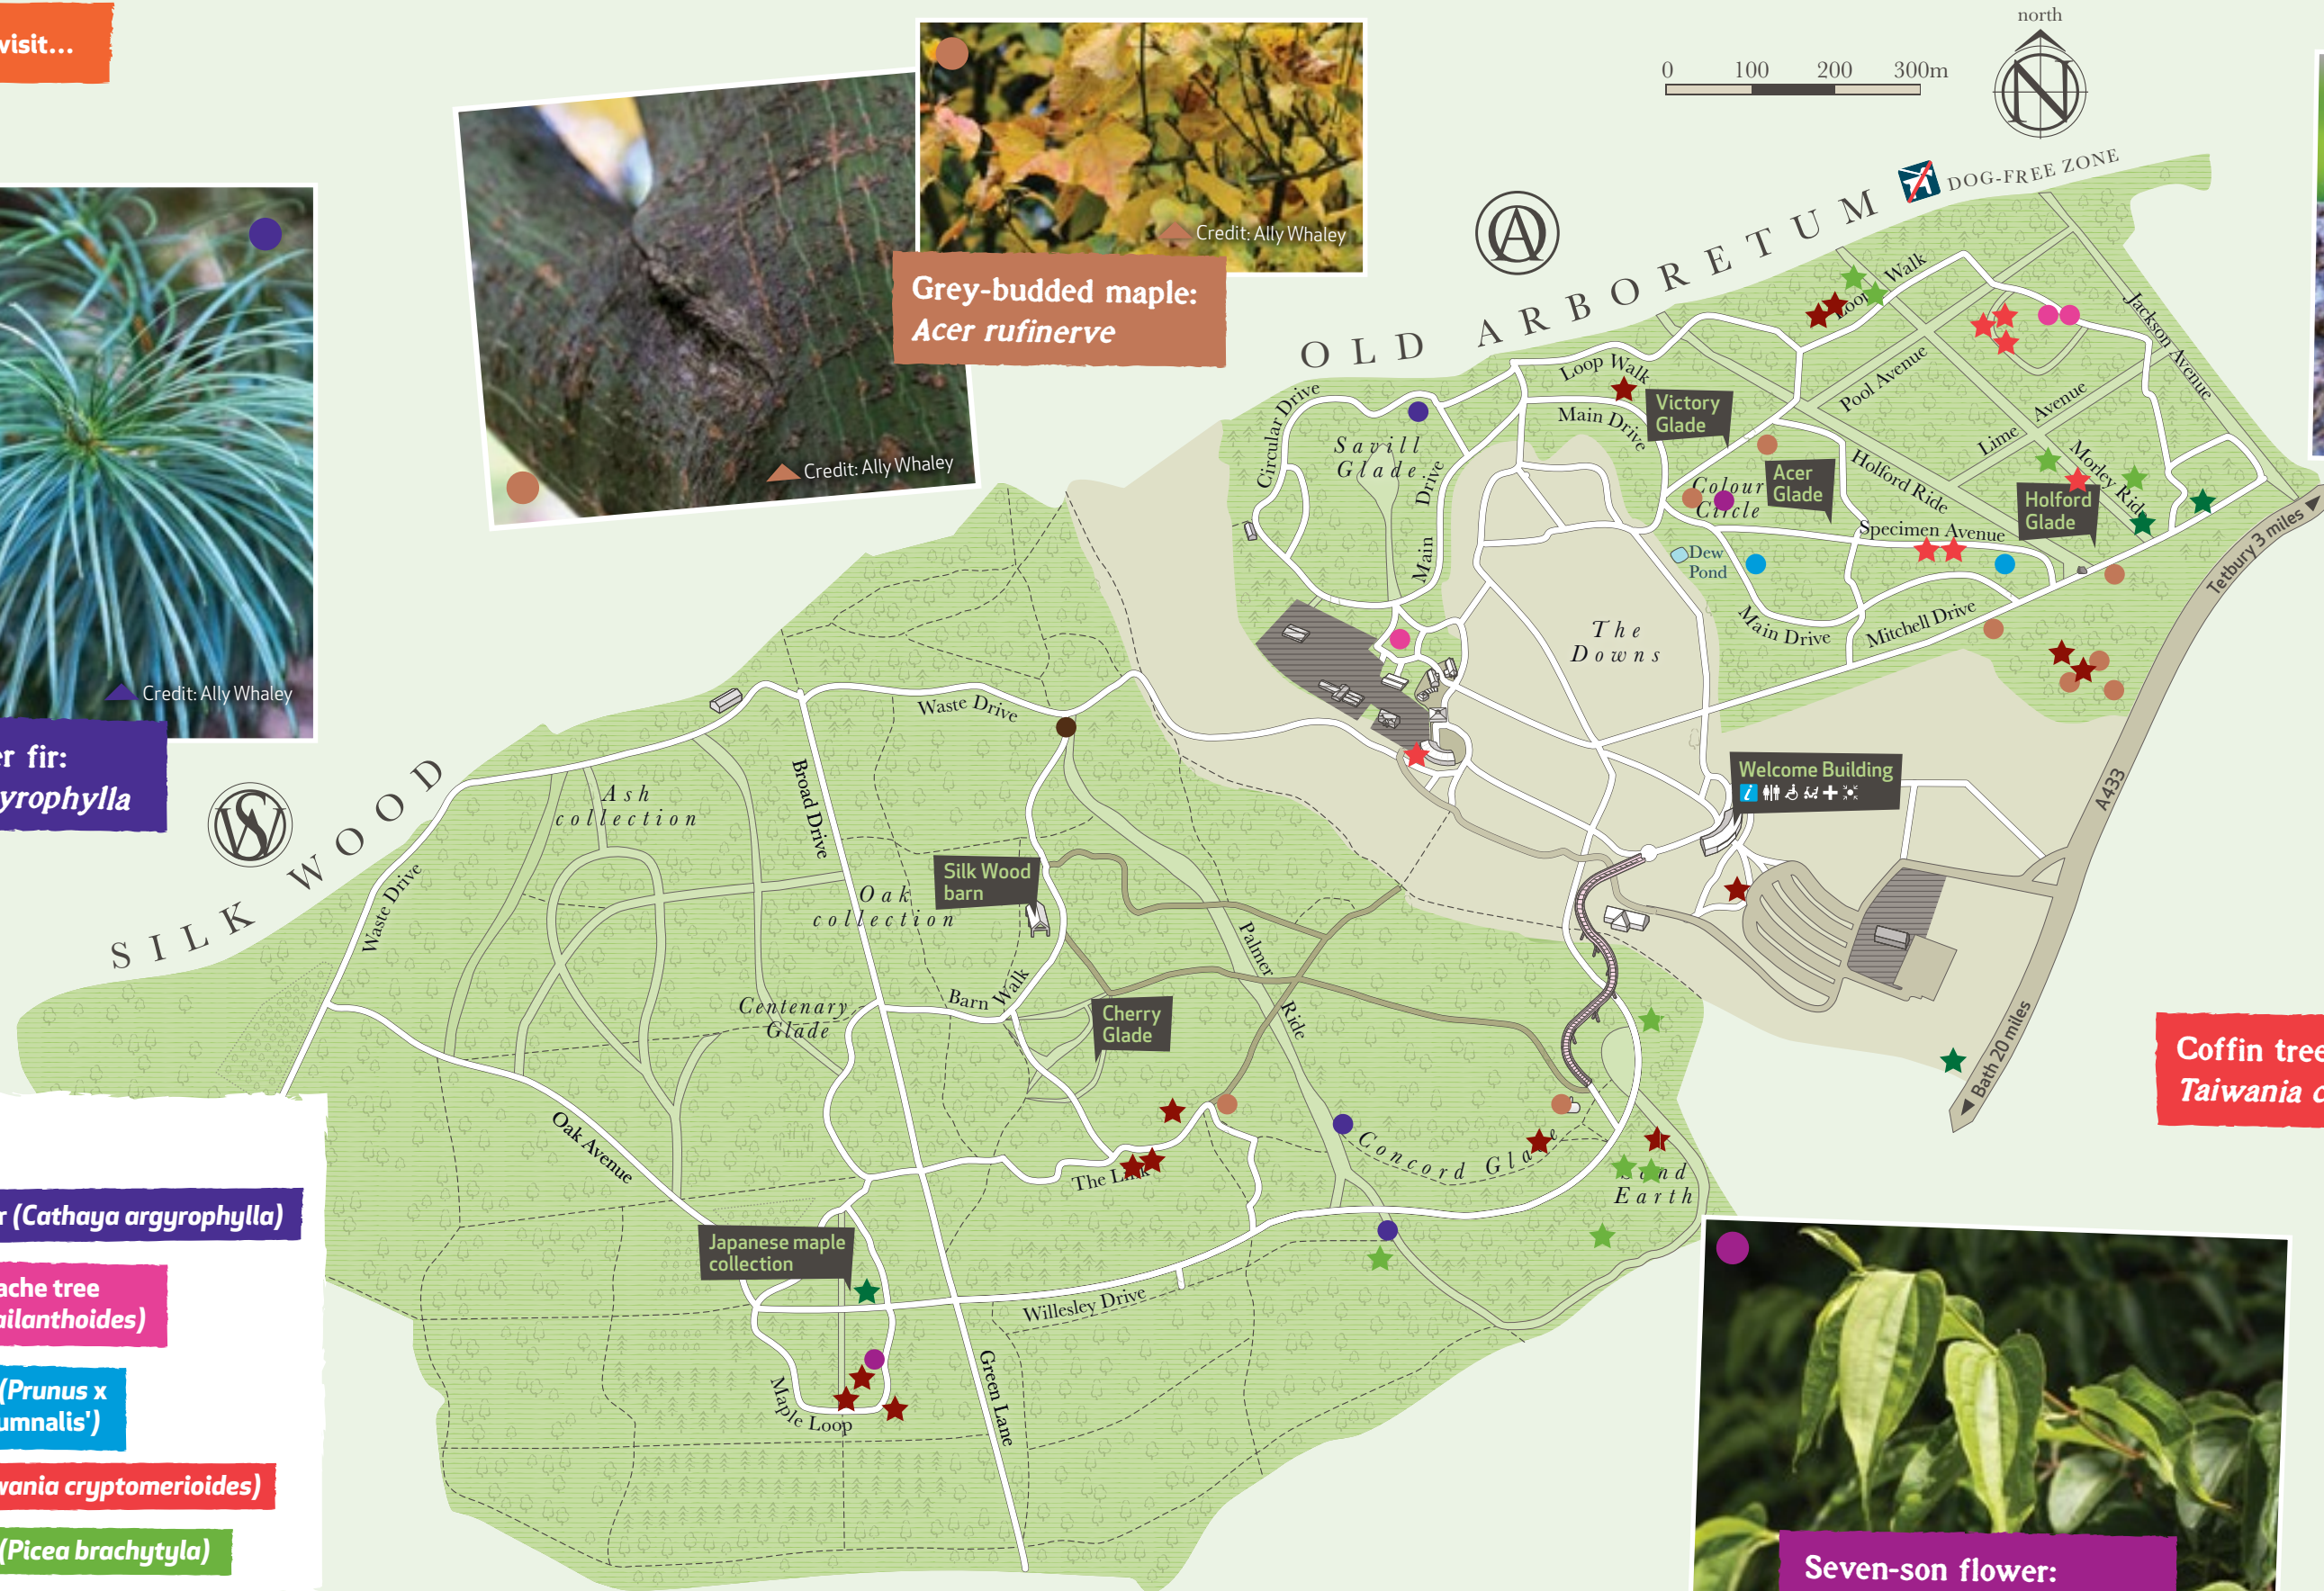 visit...
north
N
0 100 200 300m
Credit: Ally Whaley
Grey-budded maple:
Acer rufinerve
Credit: Ally Whaley
Credit: Ally Whaley
er fir:
yrophylla
A
OLD ARBORETUM
DOG-FREE ZONE
Loop Walk
Jackson Avenue
Pool Avenue
Lime Avenue
Loop Walk
Main Drive
Victory
Glade
Circular Drive
Savill
Glade
Main Drive
Colour
Circle
Acer
Glade
Holford Ride
Morley Ride
Holford
Glade
Specimen Avenue
Dew
Pond
Main Drive
Mitchell Drive
Tetbury 3 miles
The
Downs
Welcome Building
i
A433
Bath 20 miles
SW
SILK WOOD
Waste Drive
Waste Drive
Ash
collection
Broad Drive
Oak
collection
Silk Wood
barn
Palmer Ride
Centenary
Glade
Barn Walk
Cherry
Glade
Oak Avenue
The Link
Concord Glade
Sand
Earth
Japanese maple
collection
Willesley Drive
Maple Loop
Green Lane
Coffin tree
Taiwania c
r (Cathaya argyrophylla)
ache tree
ailanthoides)
(Prunus x
umnalis')
wania cryptomerioides)
(Picea brachytyla)
Seven-son flower: